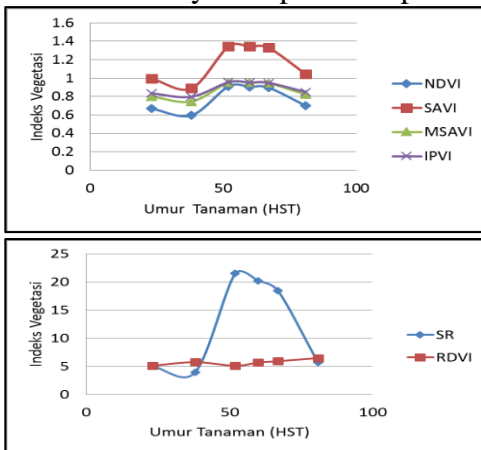 1.6
1.4
1.2
1
0.8
0.6
0.4
0.2
0
Indeks Vegetasi
0 50 100
Umur Tanaman (HST)
NDVI
SAVI
MSAVI
IPVI
25
20
15
10
5
0
Indeks Vegetasi
0 50 100
Umur Tanaman (HST)
SR
RDVI